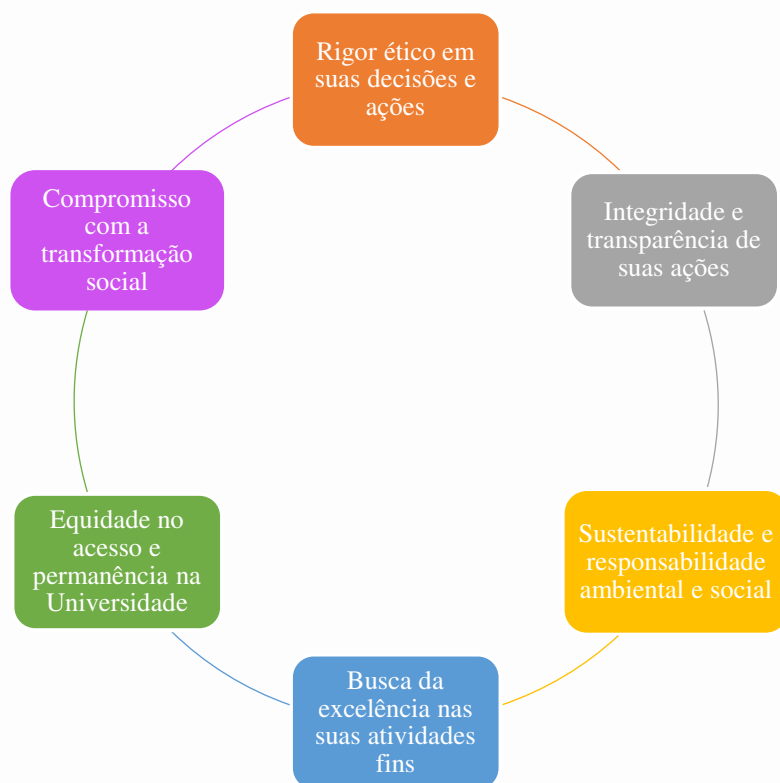 Rigor ético em
suas decisões e
ações
Integridade e
transparência de
suas ações
Sustentabilidade e
responsabilidade
ambiental e social
Busca da
excelência nas
suas atividades
fins
Equidade no
acesso e
permanência na
Universidade
Compromisso
com a
transformação
social